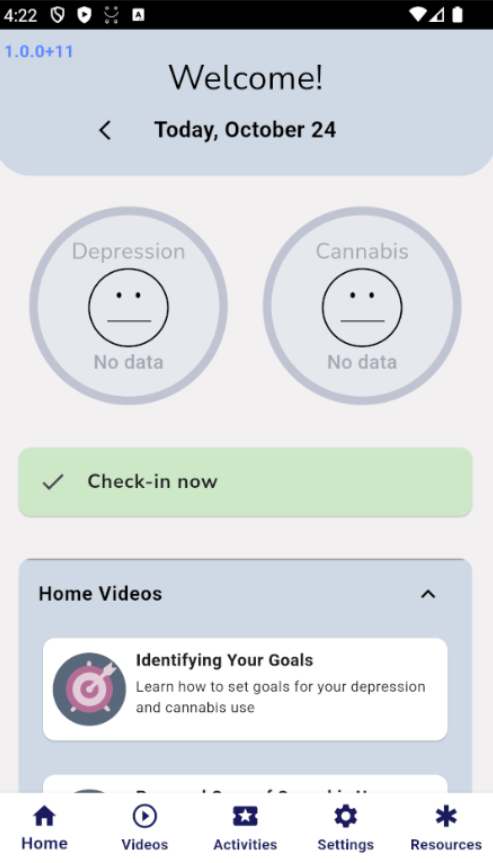 4:22
A
1.0.0+11
Welcome!
Today, October 24
Depression
No data
Cannabis
No data
Check-in now
Home Videos
Identifying Your Goals
Learn how to set goals for your depression
and cannabis use
Home
Videos
Activities
Settings
Resources